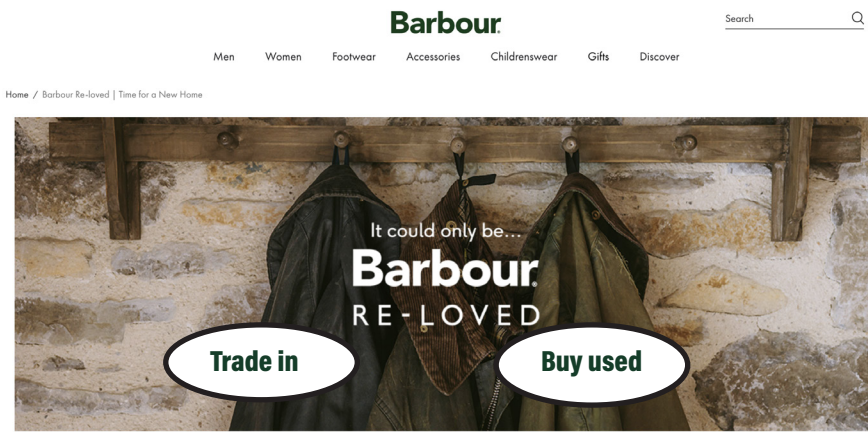 Barbour
Search
Men Women Footwear Accessories Childrenswear Gifts Discover
Home / Barbour Re-loved | Time for a New Home
It could only be...
Barbour
RE-LOVED
Trade in
Buy used